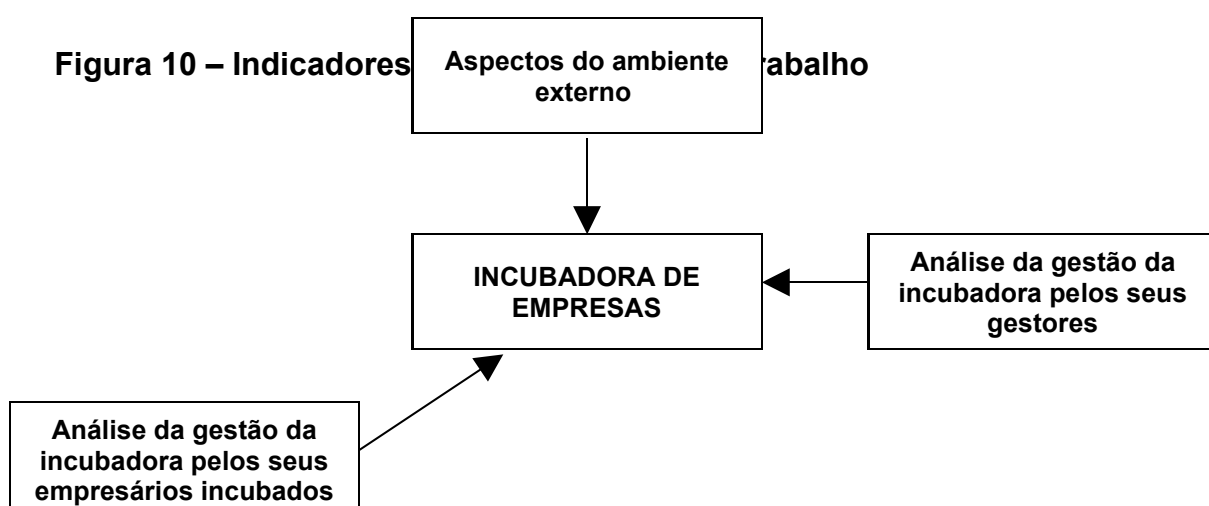 Figura 10 – Indicadores
rabalho
Aspectos do ambiente
externo
INCUBADORA DE
EMPRESAS
Análise da gestão da
incubadora pelos seus
gestores
Análise da gestão da
incubadora pelos seus
empresários incubados